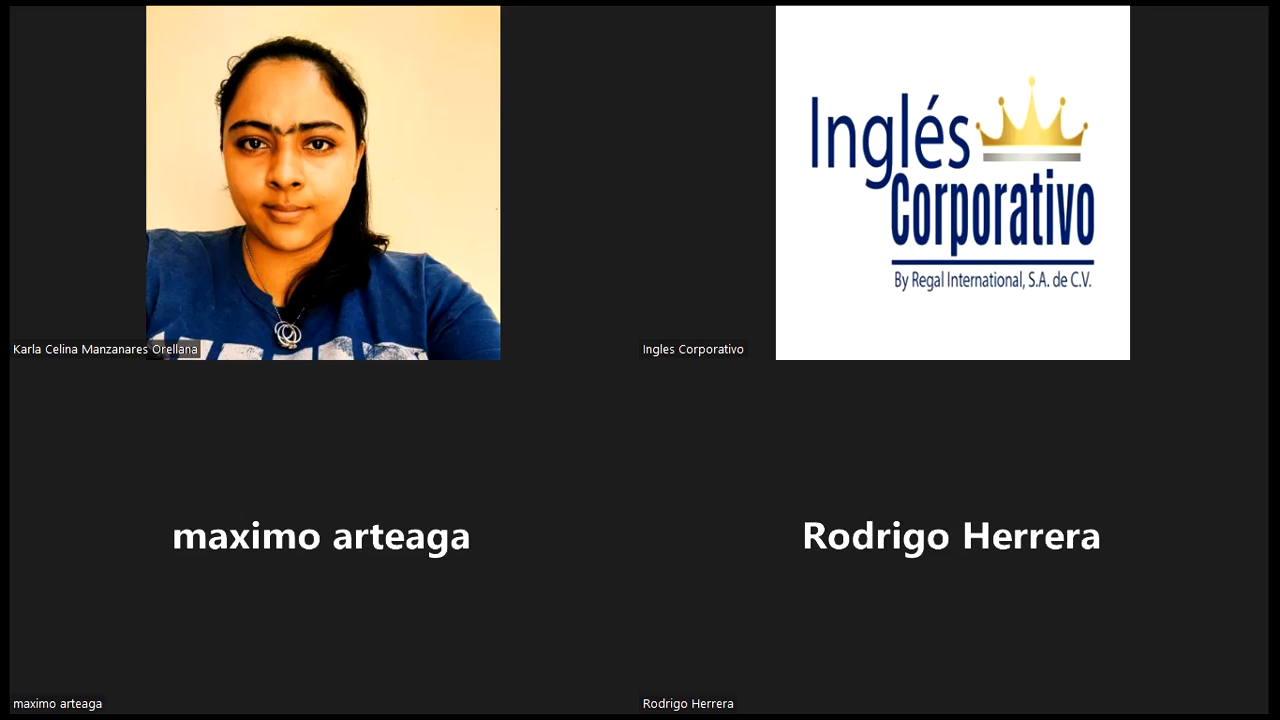 Inglés
Corporativo
By Regal International, S.A. de C.V.
Karla Celina Manzanares Orellana
Ingles Corporativo
maximo arteaga
Rodrigo Herrera
maximo arteaga
Rodrigo Herrera